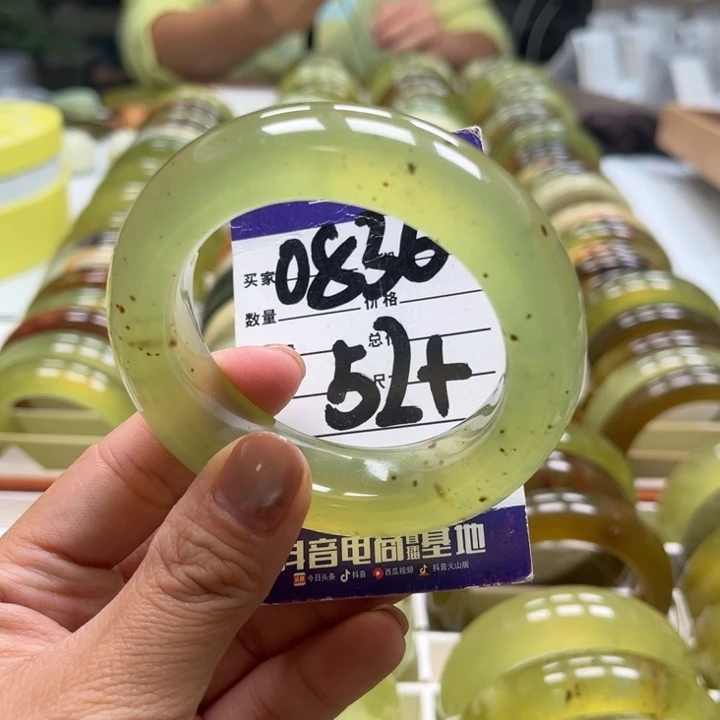 0836
买家
数量 价格
总
52+
尺
抖音电商直播基地
今日头条 抖音 西瓜视频 抖音火山版